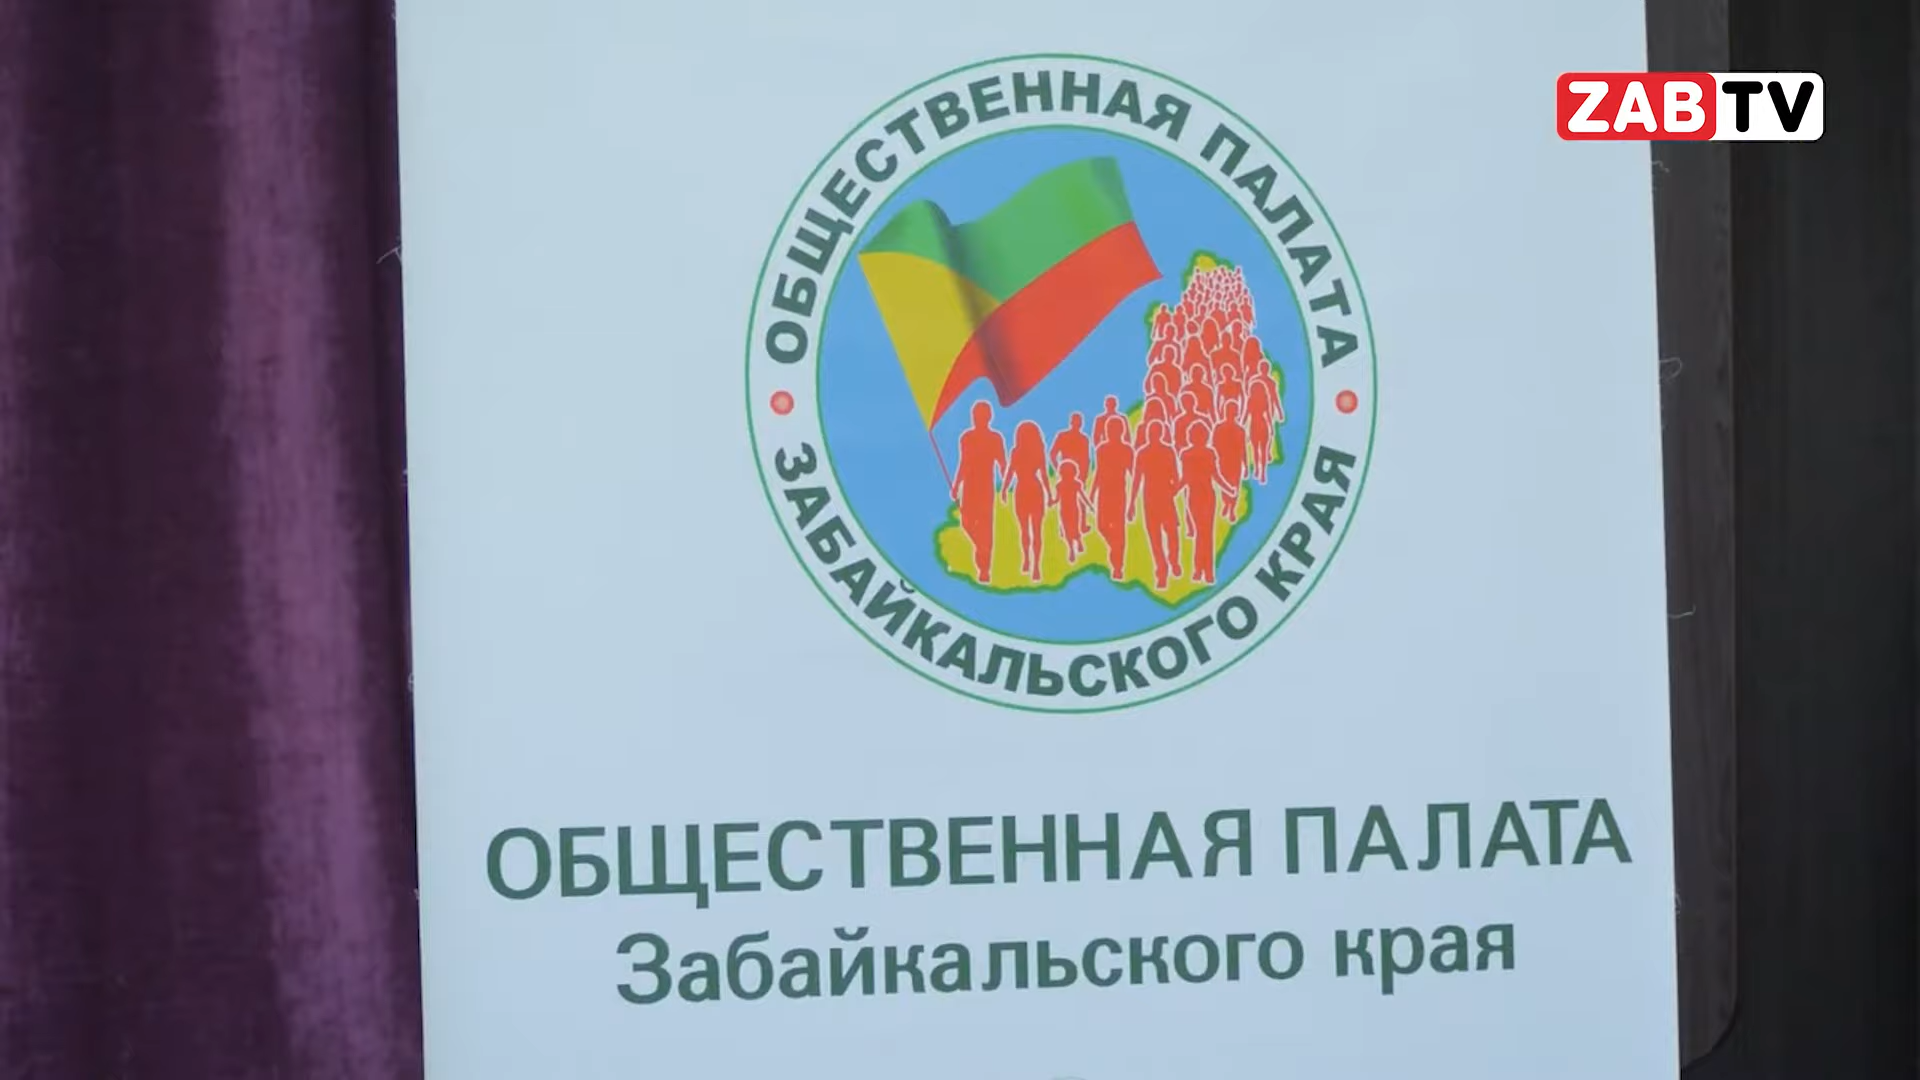 ZABTV
ОБЩЕСТВЕННАЯ ПАЛАТА
ЗАБАЙКАЛЬСКОГО КРАЯ
ОБЩЕСТВЕННАЯ ПАЛАТА
Забайкальского края